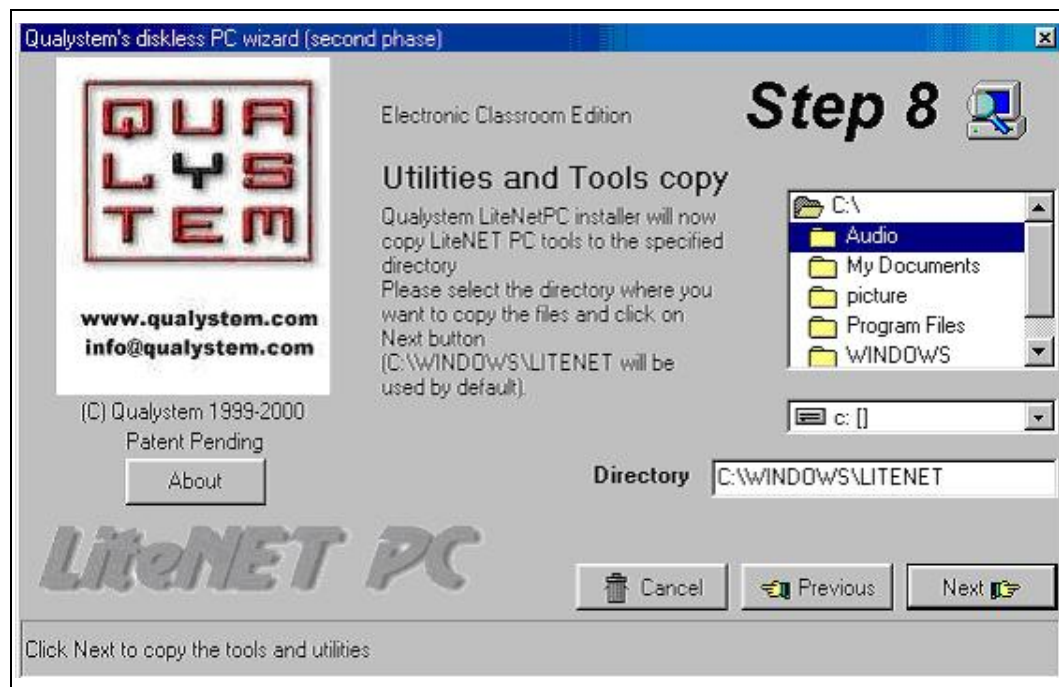 Qualystem's diskless PC wizard (second phase)
QUA
LYS
TEM
www.qualystem.com
info@qualystem.com
(C) Qualystem 1999-2000
Patent Pending
About
Electronic Classroom Edition
Step 8
Utilities and Tools copy
Qualystem LiteNetPC installer will now
copy LiteNET PC tools to the specified
directory
Please select the directory where you
want to copy the files and click on
Next button
(C:\WINDOWS\LITENET will be
used by default).
C:\
Audio
My Documents
picture
Program Files
WINDOWS
c: []
Directory
C:\WINDOWS\LITENET
LiteNET PC
Cancel
Previous
Next
Click Next to copy the tools and utilities